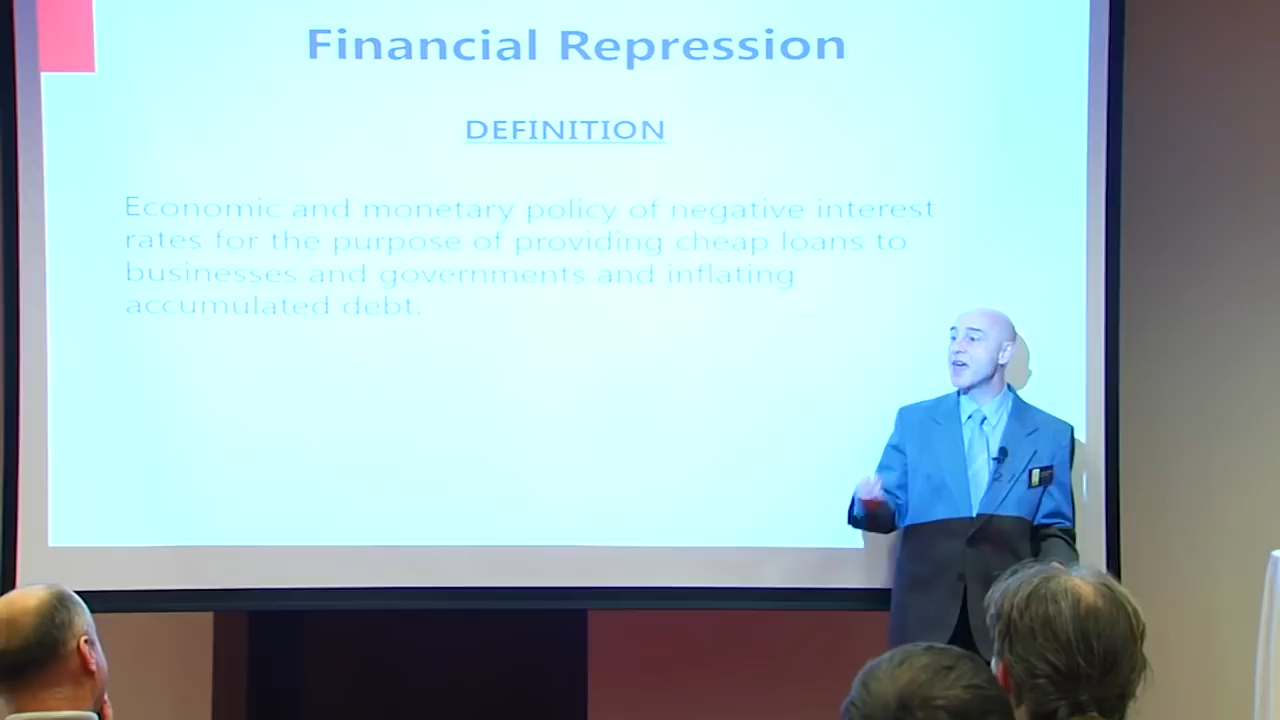 Financial Repression
DEFINITION
Economic and monetary policy of negative interest
rates for the purpose of providing cheap loans to
businesses and governments and inflating
accumulated debt.